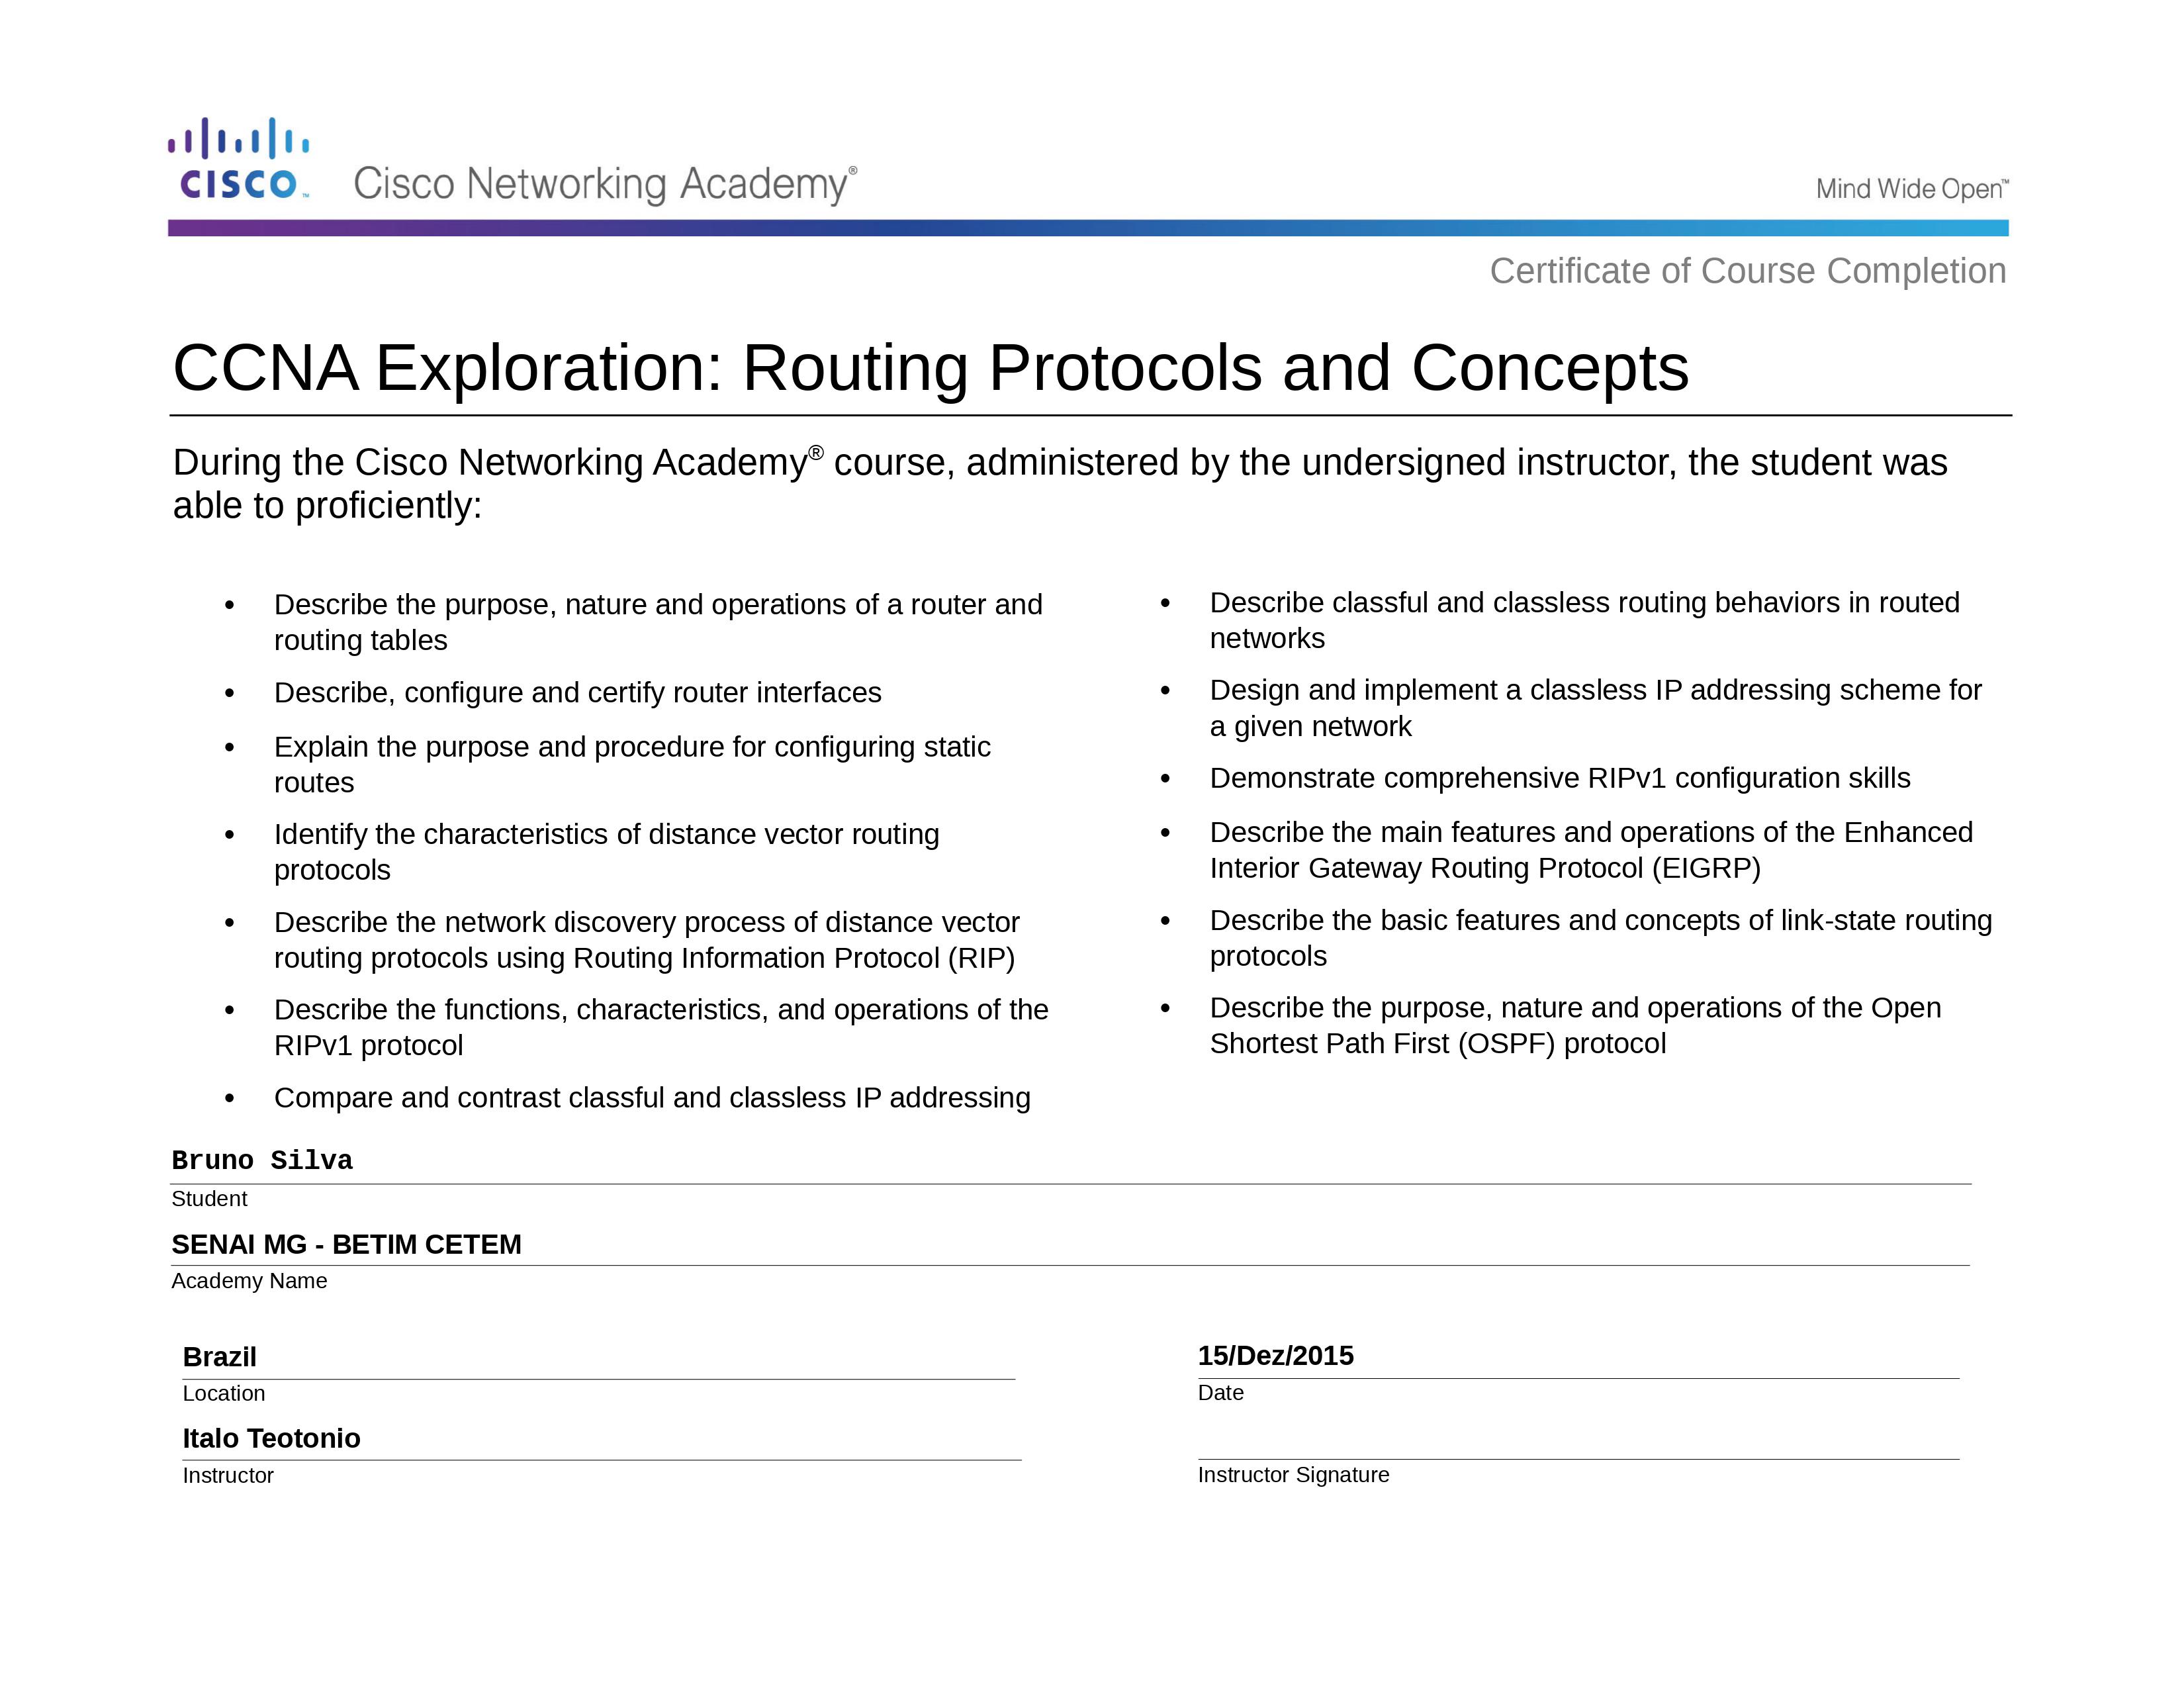 CISCO™ Cisco Networking Academy® Mind Wide Open™
Certificate of Course Completion
CCNA Exploration: Routing Protocols and Concepts
During the Cisco Networking Academy® course, administered by the undersigned instructor, the student was
able to proficiently:
• Describe the purpose, nature and operations of a router and
routing tables
• Describe, configure and certify router interfaces
• Explain the purpose and procedure for configuring static
routes
• Identify the characteristics of distance vector routing
protocols
• Describe the network discovery process of distance vector
routing protocols using Routing Information Protocol (RIP)
• Describe the functions, characteristics, and operations of the
RIPv1 protocol
• Compare and contrast classful and classless IP addressing
• Describe classful and classless routing behaviors in routed
networks
• Design and implement a classless IP addressing scheme for
a given network
• Demonstrate comprehensive RIPv1 configuration skills
• Describe the main features and operations of the Enhanced
Interior Gateway Routing Protocol (EIGRP)
• Describe the basic features and concepts of link-state routing
protocols
• Describe the purpose, nature and operations of the Open
Shortest Path First (OSPF) protocol
Bruno Silva
Student
SENAI MG - BETIM CETEM
Academy Name
Brazil
Location
15/Dez/2015
Date
Italo Teotonio
Instructor
Instructor Signature